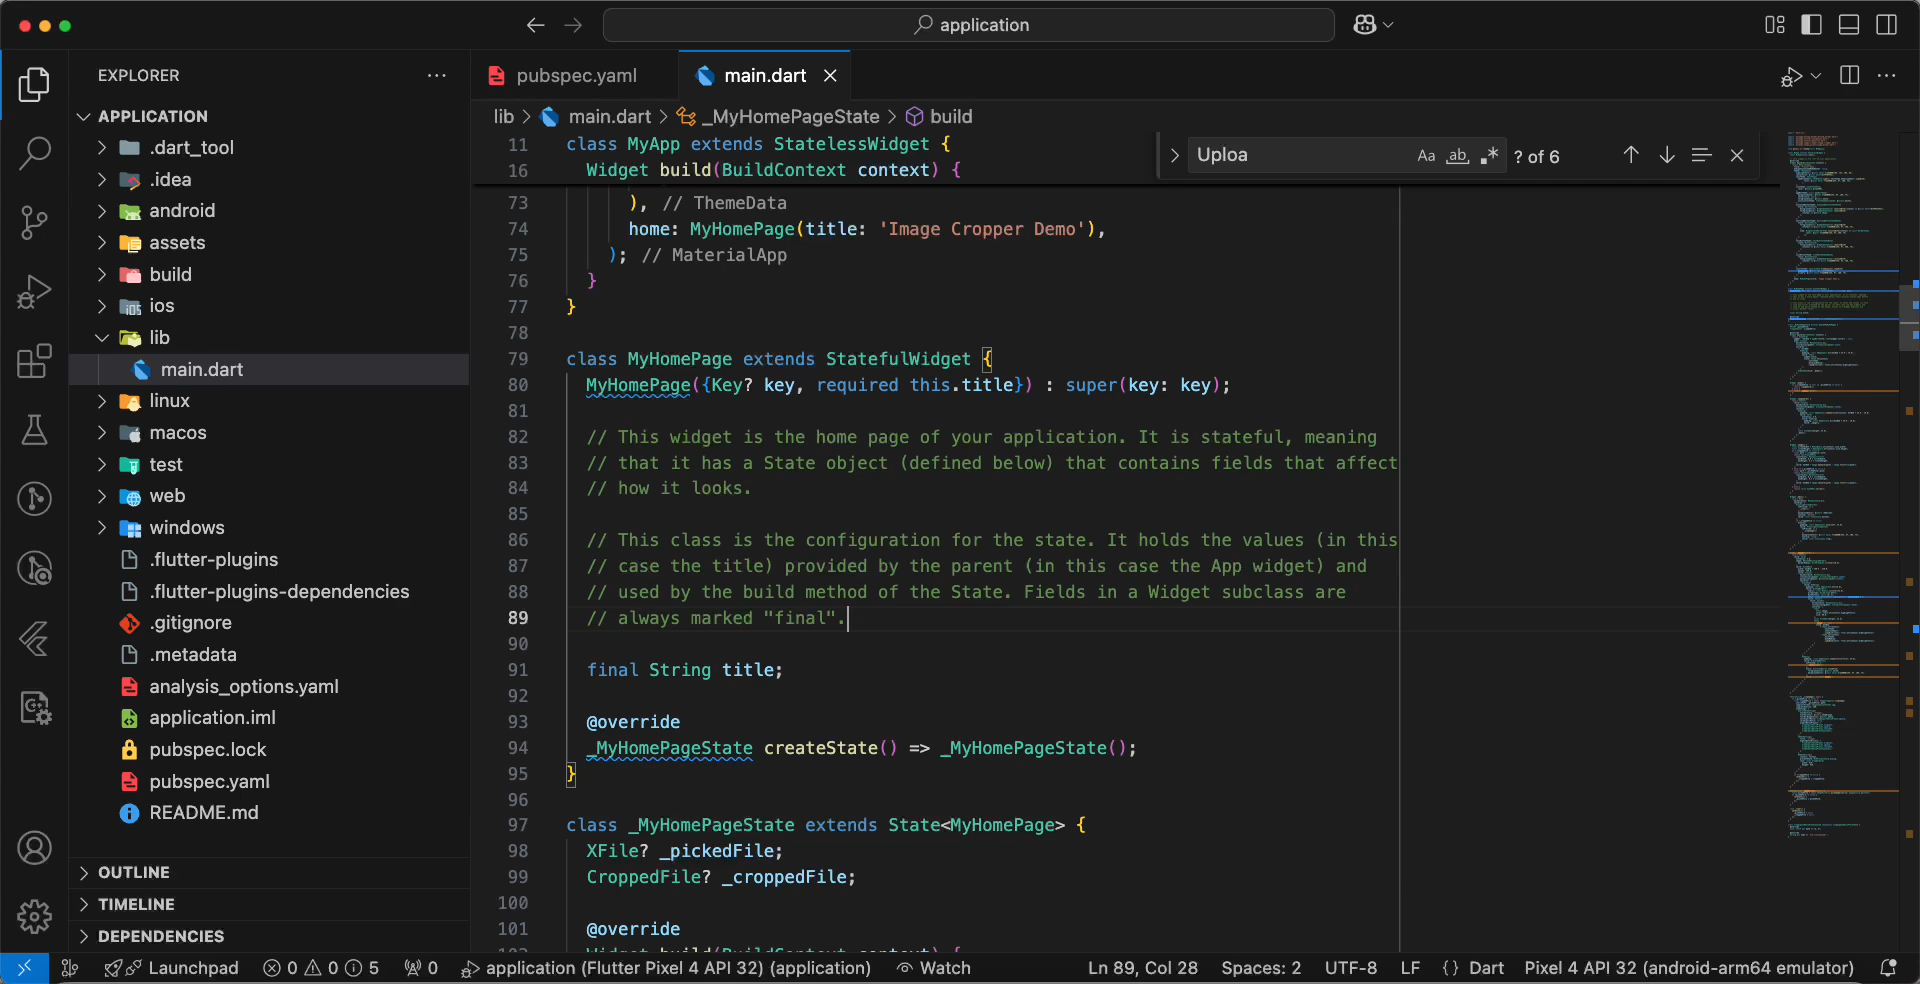 application
EXPLORER
pubspec.yaml
main.dart
APPLICATION
lib > main.dart > _MyHomePageState > build
.dart_tool
.idea
android
assets
build
ios
lib
main.dart
linux
macos
test
web
windows
.flutter-plugins
.flutter-plugins-dependencies
.gitignore
.metadata
analysis_options.yaml
application.iml
pubspec.lock
pubspec.yaml
README.md
OUTLINE
TIMELINE
DEPENDENCIES
Uploa Aa ab .* ? of 6
11 class MyApp extends StatelessWidget {
16 Widget build(BuildContext context) {
73 ), // ThemeData
74 home: MyHomePage(title: 'Image Cropper Demo'),
75 ); // MaterialApp
76 }
77 }
78
79 class MyHomePage extends StatefulWidget {
80 MyHomePage({Key? key, required this.title}) : super(key: key);
81
82 // This widget is the home page of your application. It is stateful, meaning
83 // that it has a State object (defined below) that contains fields that affect
84 // how it looks.
85
86 // This class is the configuration for the state. It holds the values (in this
87 // case the title) provided by the parent (in this case the App widget) and
88 // used by the build method of the State. Fields in a Widget subclass are
89 // always marked "final".
90
91 final String title;
92
93 @override
94 _MyHomePageState createState() => _MyHomePageState();
95 }
96
97 class _MyHomePageState extends State<MyHomePage> {
98 XFile? _pickedFile;
99 CroppedFile? _croppedFile;
100
101 @override
Launchpad 0 0 5 0 application (Flutter Pixel 4 API 32) (application) Watch Ln 89, Col 28 Spaces: 2 UTF-8 LF {} Dart Pixel 4 API 32 (android-arm64 emulator)